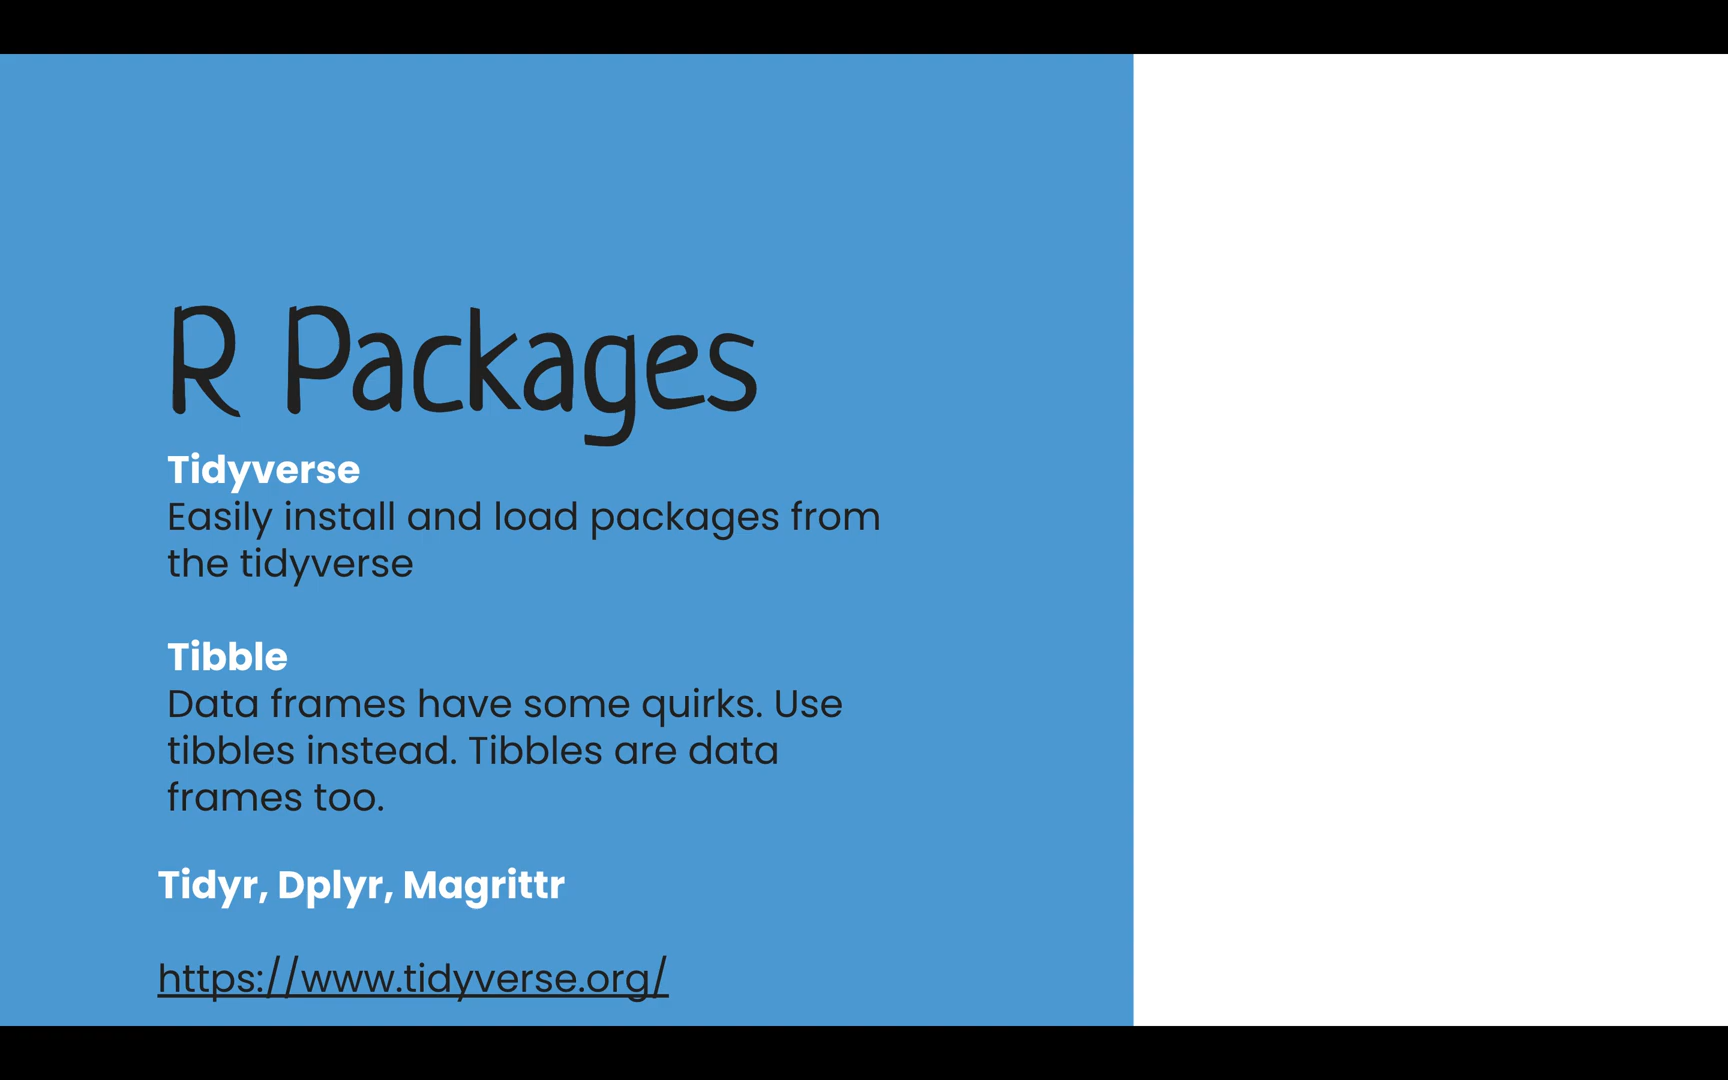 R Packages
Tidyverse
Easily install and load packages from
the tidyverse
Tibble
Data frames have some quirks. Use
tibbles instead. Tibbles are data
frames too.
Tidyr, Dplyr, Magrittr
https://www.tidyverse.org/